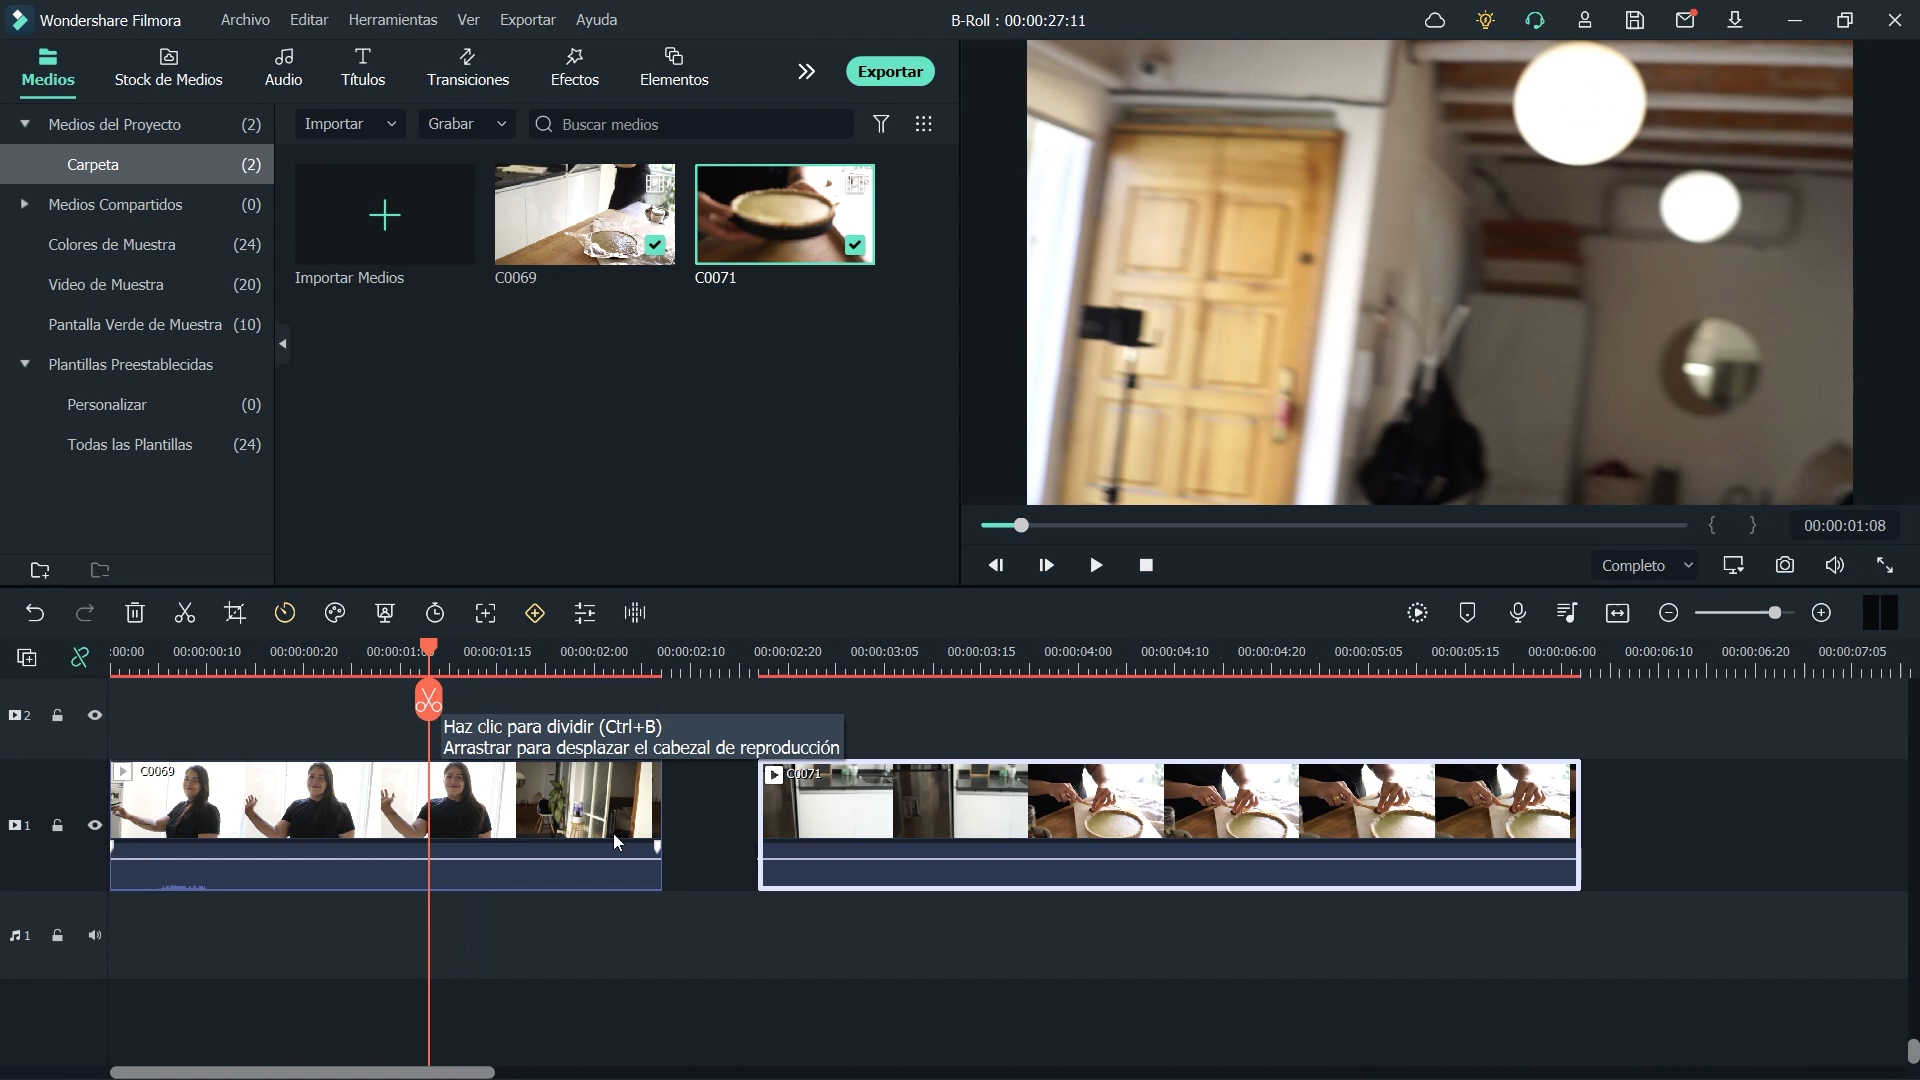 Wondershare Filmora
Archivo
Editar
Herramientas
Ver
Exportar
Ayuda
B-Roll : 00:00:27:11
Medios
Stock de Medios
Audio
Títulos
Transiciones
Efectos
Elementos
Exportar
Medios del Proyecto (2)
Carpeta (2)
Medios Compartidos (0)
Colores de Muestra (24)
Video de Muestra (20)
Pantalla Verde de Muestra (10)
Plantillas Preestablecidas
Personalizar (0)
Todas las Plantillas (24)
Importar
Grabar
Buscar medios
Importar Medios
C0069
C0071
00:00:01:08
Completo
:00:00
00:00:00:10
00:00:00:20
00:00:01:15
00:00:02:00
00:00:02:10
00:00:02:20
00:00:03:05
00:00:03:15
00:00:04:00
00:00:04:10
00:00:04:20
00:00:05:05
00:00:05:15
00:00:06:00
00:00:06:10
00:00:06:20
00:00:07:05
2
Haz clic para dividir (Ctrl+B)
Arrastrar para desplazar el cabezal de reproducción
1
C0069
C0071
1